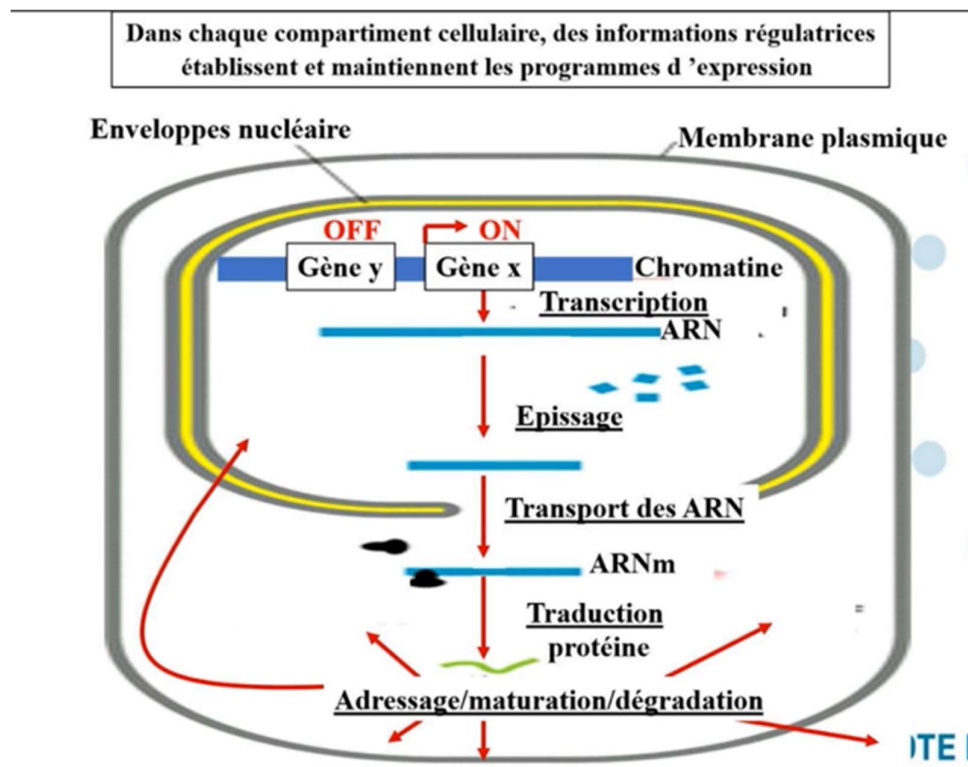 Dans chaque compartiment cellulaire, des informations régulatrices
établissent et maintiennent les programmes d ’expression
Enveloppes nucléaire
Membrane plasmique
OFF
ON
Gène y
Gène x
Chromatine
Transcription
ARN
Epissage
Transport des ARN
ARNm
Traduction
protéine
Adressage/maturation/dégradation